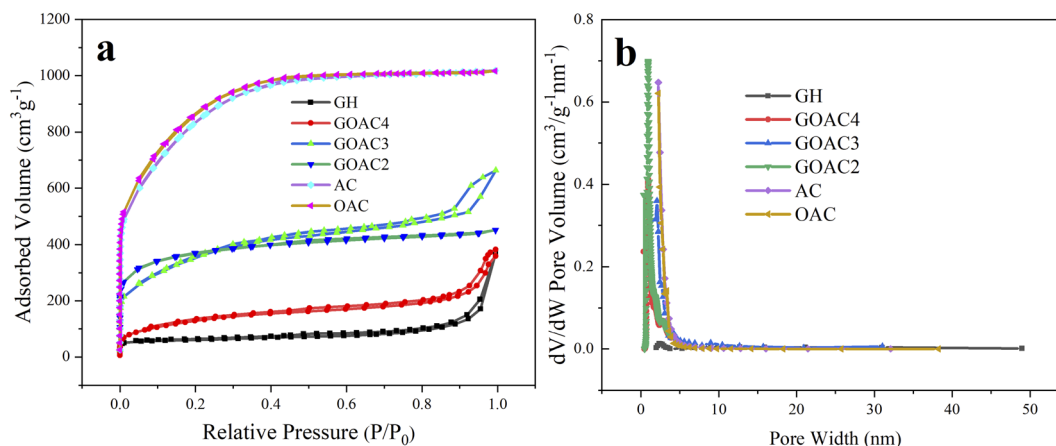 a
1200
1000
800
600
400
200
0
Adsorbed Volume (cm³g⁻¹)
GH
GOAC4
GOAC3
GOAC2
AC
OAC
0.0 0.2 0.4 0.6 0.8 1.0
Relative Pressure (P/P₀)
b
0.8
0.6
0.4
0.2
0.0
dV/dW Pore Volume (cm³/g⁻¹nm⁻¹)
GH
GOAC4
GOAC3
GOAC2
AC
OAC
0 10 20 30 40 50
Pore Width (nm)